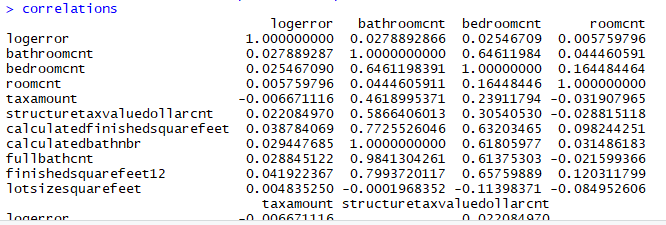 > correlations
logerror bathroomcnt bedroomcnt roomcnt
logerror 1.000000000 0.0278892866 0.02546709 0.005759796
bathroomcnt 0.027889287 1.0000000000 0.64611984 0.044460591
bedroomcnt 0.025467090 0.6461198391 1.00000000 0.164484464
roomcnt 0.005759796 0.0444605911 0.16448446 1.000000000
taxamount -0.006671116 0.4618995371 0.23911794 -0.031907965
structuretaxvaluedollarcnt 0.022084970 0.5866406013 0.30540530 -0.028815118
calculatedfinishedsquarefeet 0.038784069 0.7725526046 0.63203465 0.098244251
calculatedbathnbr 0.029447685 1.0000000000 0.61805977 0.031486183
fullbathcnt 0.028845122 0.9841304261 0.61375303 -0.021599366
finishedsquarefeet12 0.041922367 0.7993720117 0.65759889 0.120311799
lotsizesquarefeet 0.004835250 -0.0001968352 -0.11398371 -0.084952606
taxamount structuretaxvaluedollarcnt
logerror -0.006671116 0.022084970